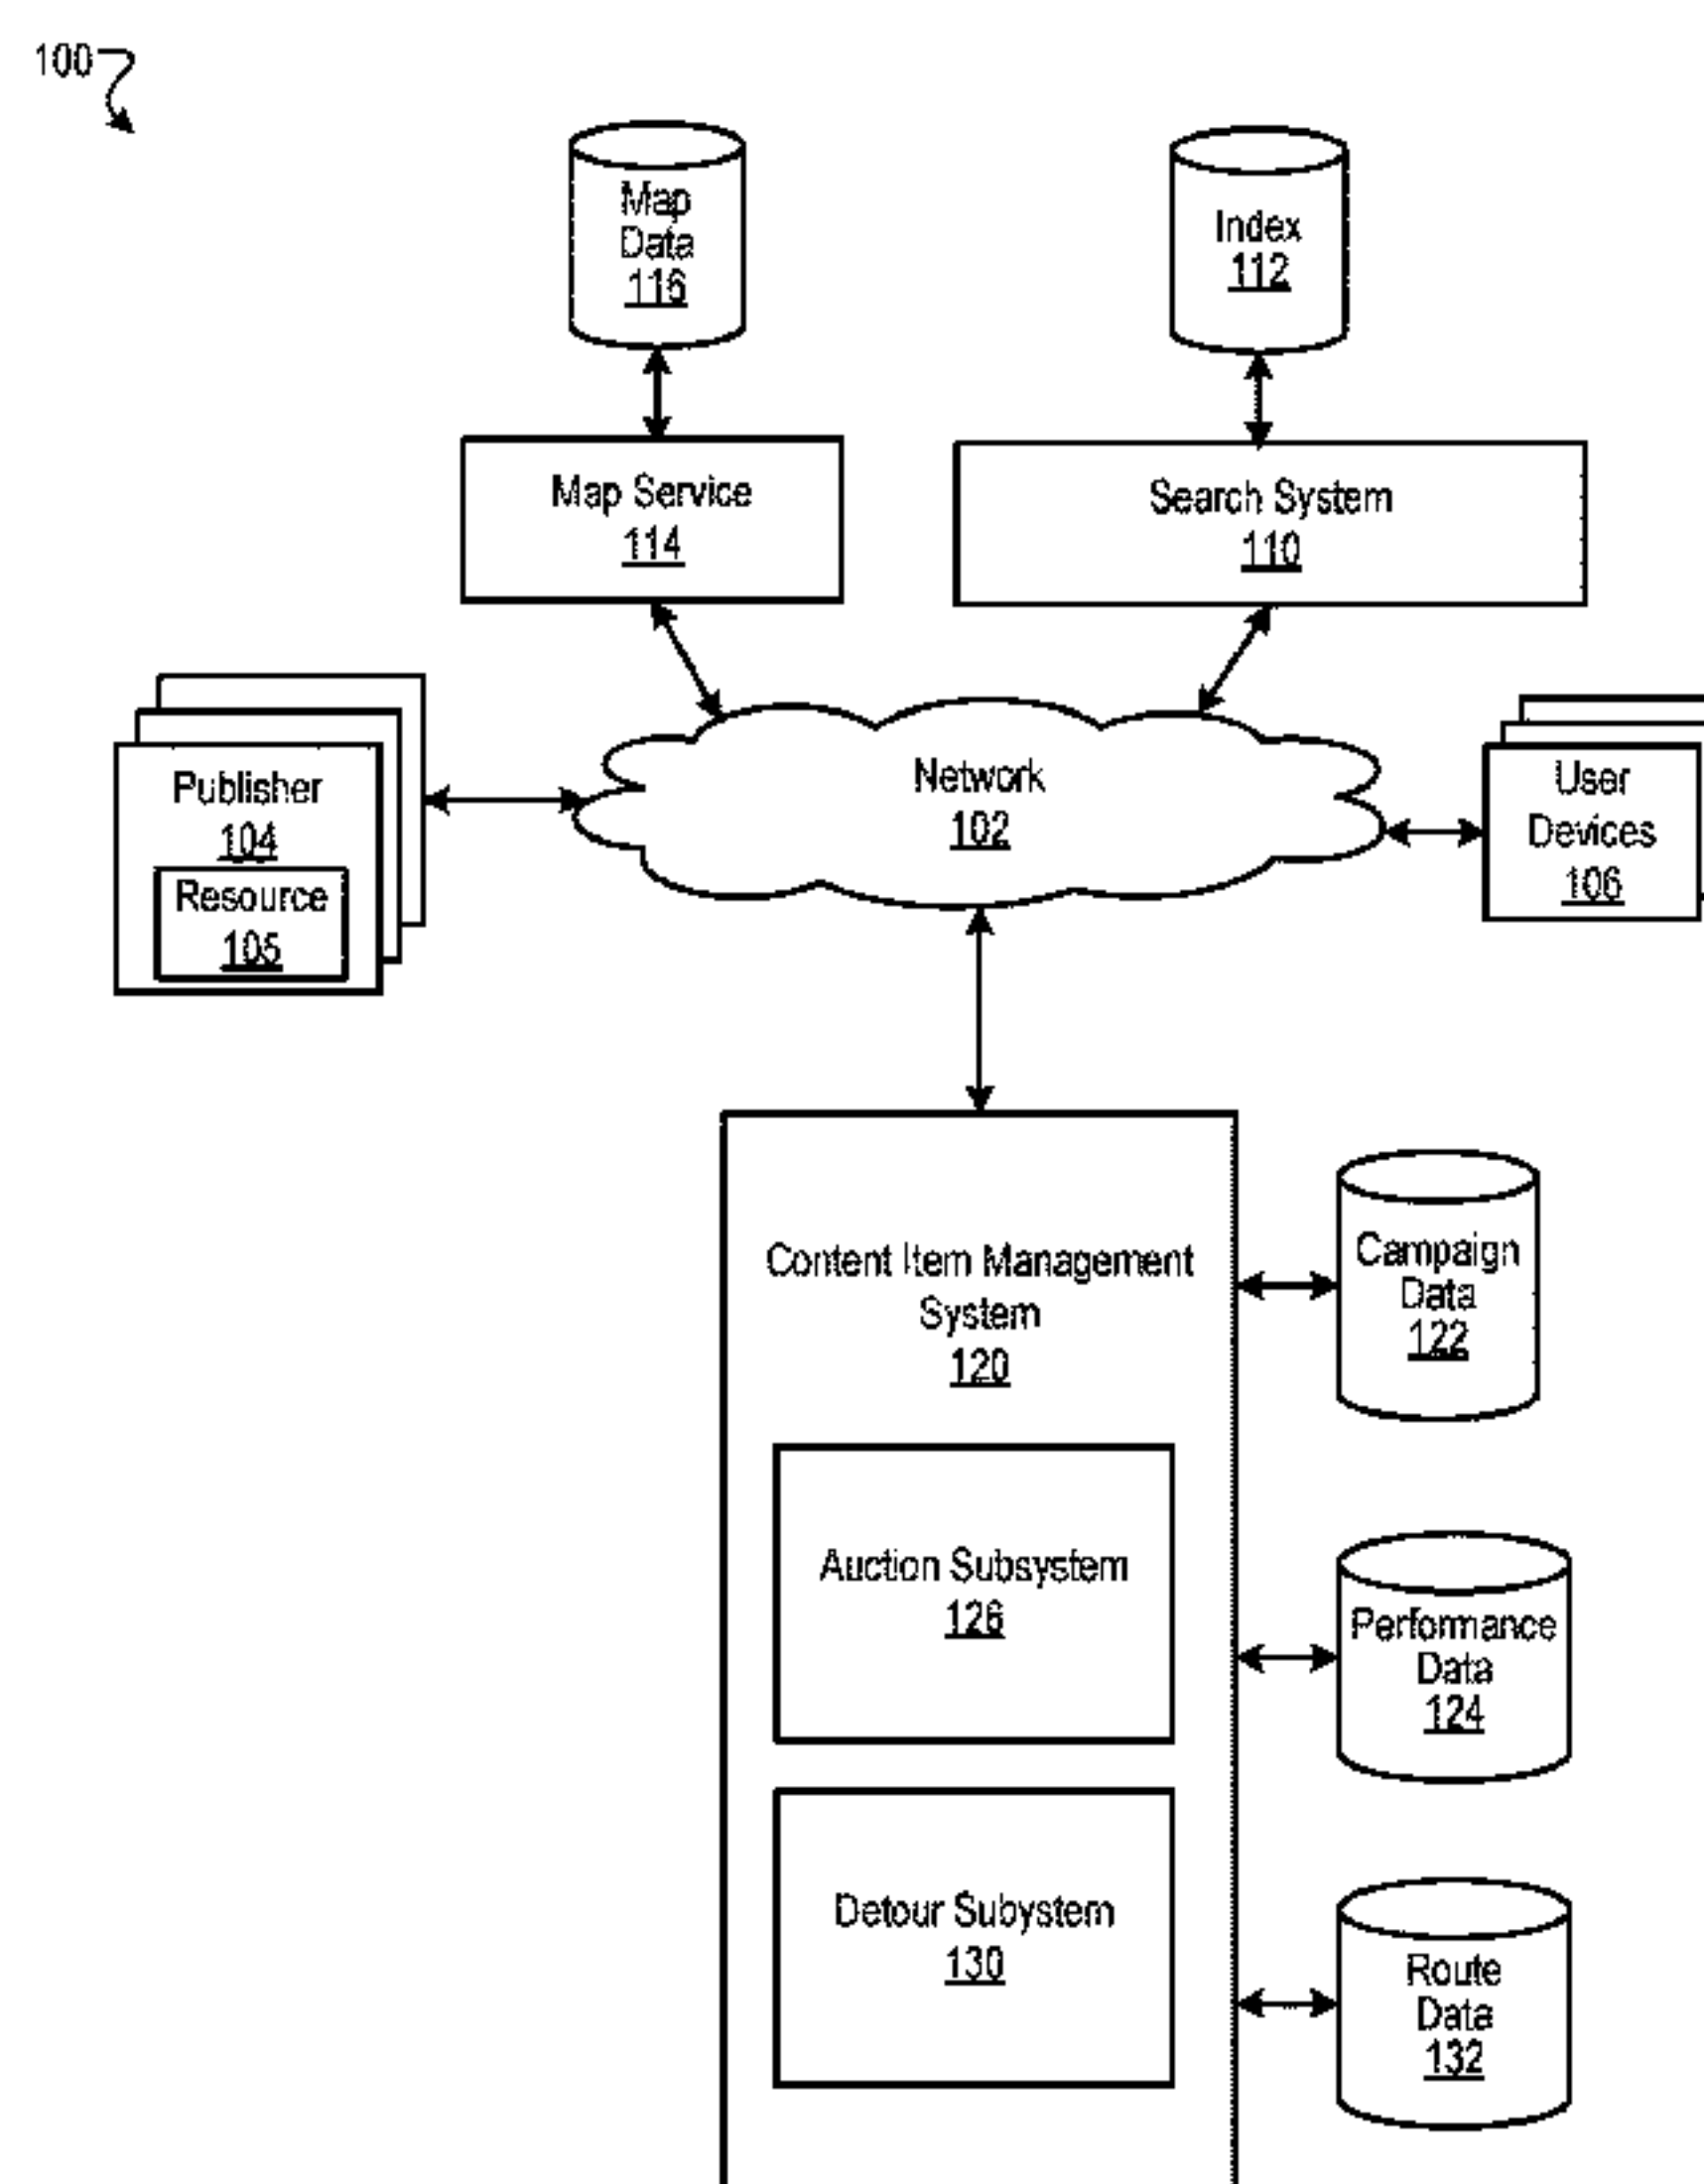 100
Map
Data
116
Index
112
Map Service
114
Search System
110
Publisher
104
Resource
105
Network
102
User
Devices
106
Content Item Management
System
120
Campaign
Data
122
Auction Subsystem
126
Performance
Data
124
Detour Subystem
130
Route
Data
132